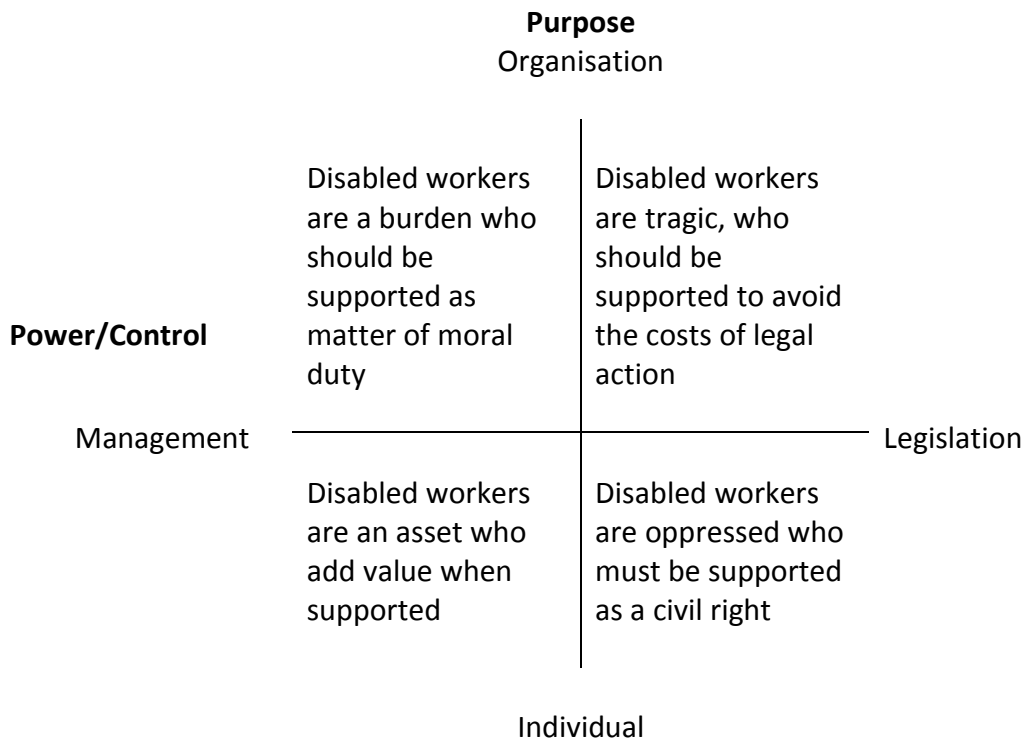 Purpose
Organisation
Disabled workers
are a burden who
should be
supported as
matter of moral
duty
Disabled workers
are tragic, who
should be
supported to avoid
the costs of legal
action
Power/Control
Management
Legislation
Disabled workers
are an asset who
add value when
supported
Disabled workers
are oppressed who
must be supported
as a civil right
Individual